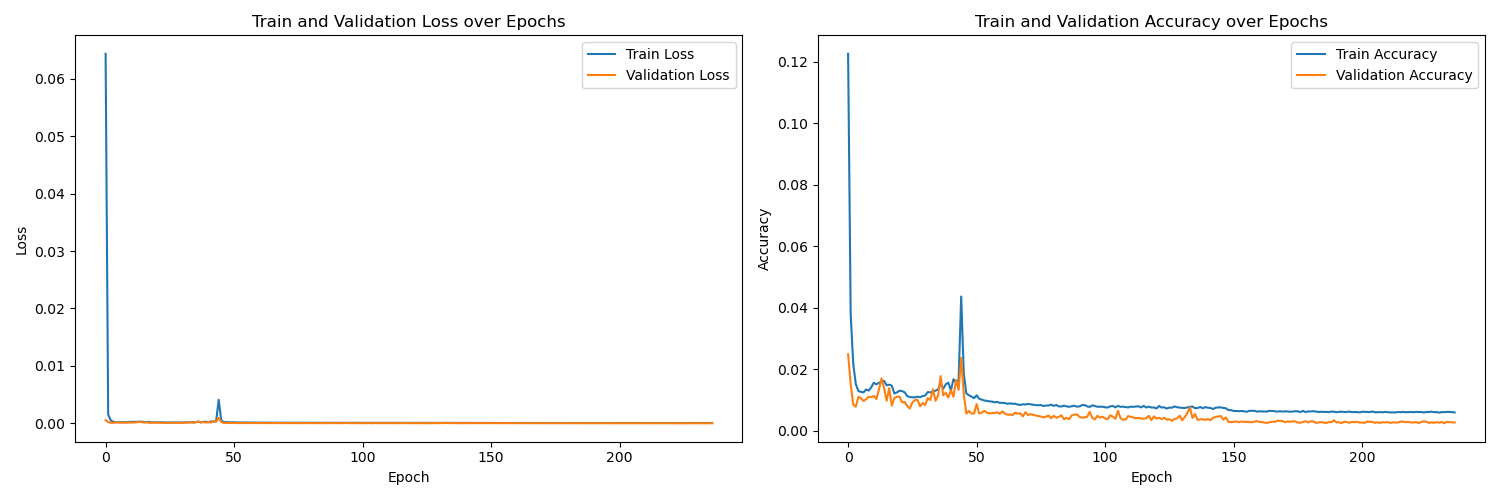 Train and Validation Loss over Epochs
Train Loss
Validation Loss
0.06
0.05
0.04
0.03
0.02
0.01
0.00
Loss
0
50
100
150
200
Epoch
Train and Validation Accuracy over Epochs
Train Accuracy
Validation Accuracy
0.12
0.10
0.08
0.06
0.04
0.02
0.00
Accuracy
0
50
100
150
200
Epoch